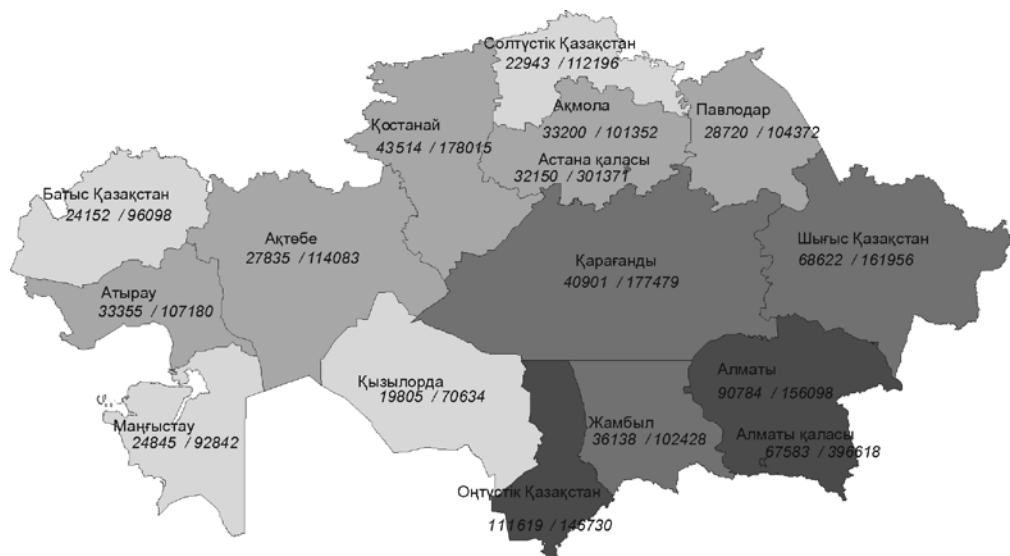 Солтүстік Қазақстан
22943 / 112196
Ақмола
33200 / 101352
Павлодар
28720 / 104372
Қостанай
43514 / 178015
Астана қаласы
32150 / 301371
Батыс Қазақстан
24152 / 96098
Ақтөбе
27835 / 114083
Шығыс Қазақстан
68622 / 161956
Қарағанды
40901 / 177479
Атырау
33355 / 107180
Алматы
90784 / 156098
Қызылорда
19805 / 70634
Маңғыстау
24845 / 92842
Жамбыл
36138 / 102428
Алматы қаласы
67583 / 396618
Оңтүстік Қазақстан
111619 / 146730